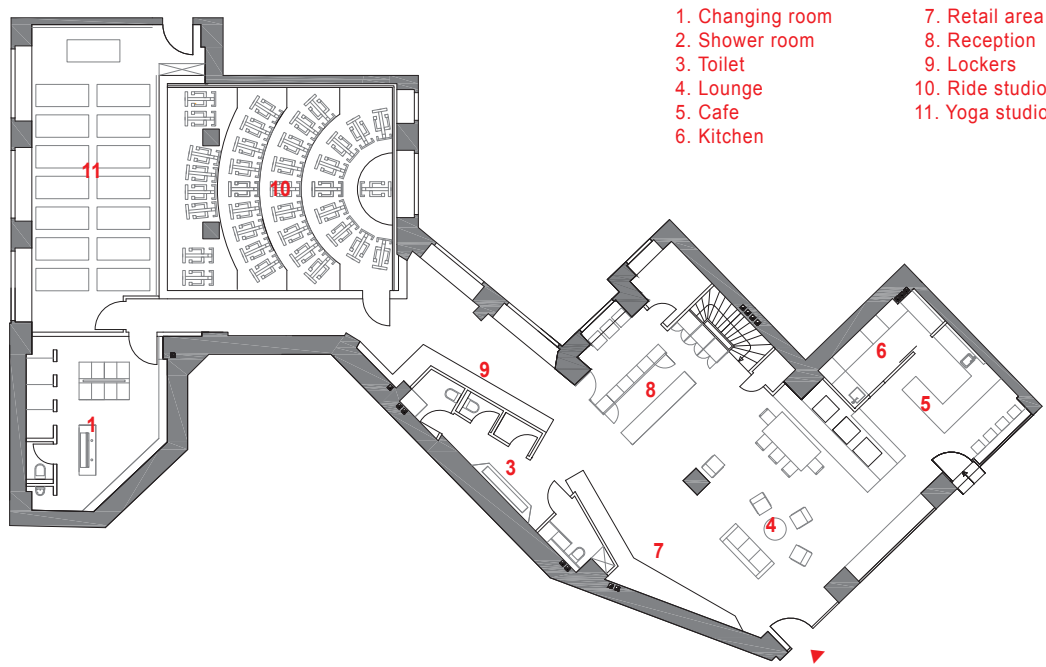 1. Changing room
2. Shower room
3. Toilet
4. Lounge
5. Cafe
6. Kitchen
7. Retail area
8. Reception
9. Lockers
10. Ride studio
11. Yoga studio
11
10
6
9
8
5
1
3
4
7